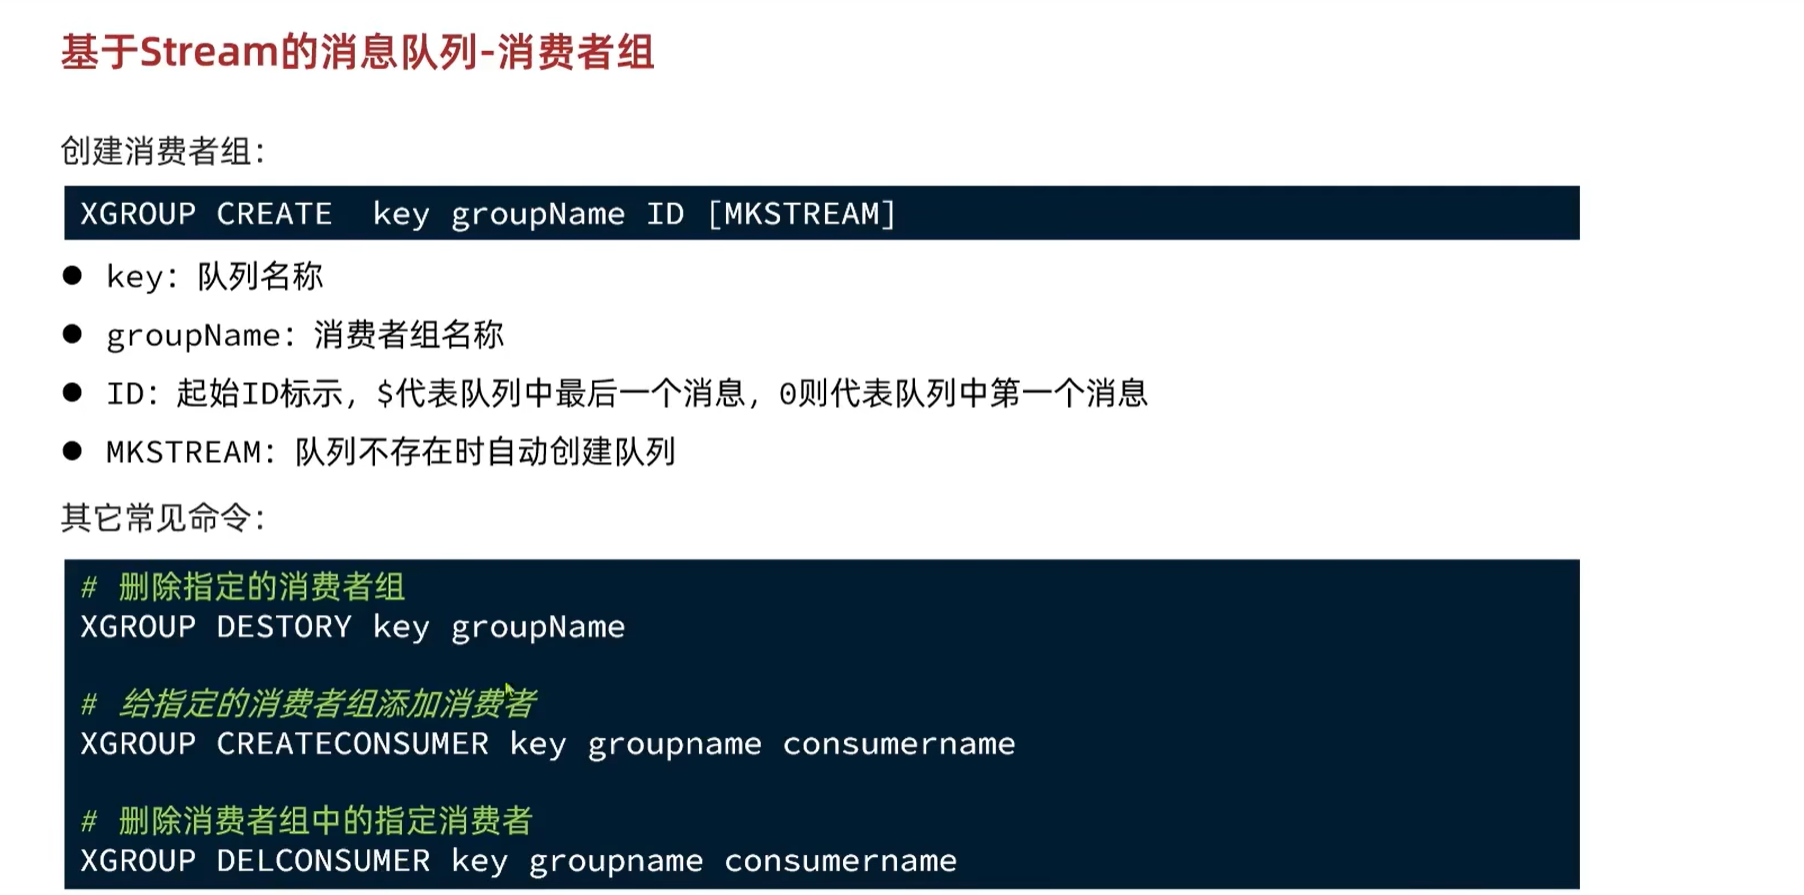 基于Stream的消息队列-消费者组
创建消费者组：
XGROUP CREATE  key groupName ID [MKSTREAM]
● key：队列名称
● groupName：消费者组名称
● ID：起始ID标示，$代表队列中最后一个消息，0则代表队列中第一个消息
● MKSTREAM：队列不存在时自动创建队列
其它常见命令：
# 删除指定的消费者组
XGROUP DESTORY key groupName
# 给指定的消费者组添加消费者
XGROUP CREATECONSUMER key groupname consumername
# 删除消费者组中的指定消费者
XGROUP DELCONSUMER key groupname consumername